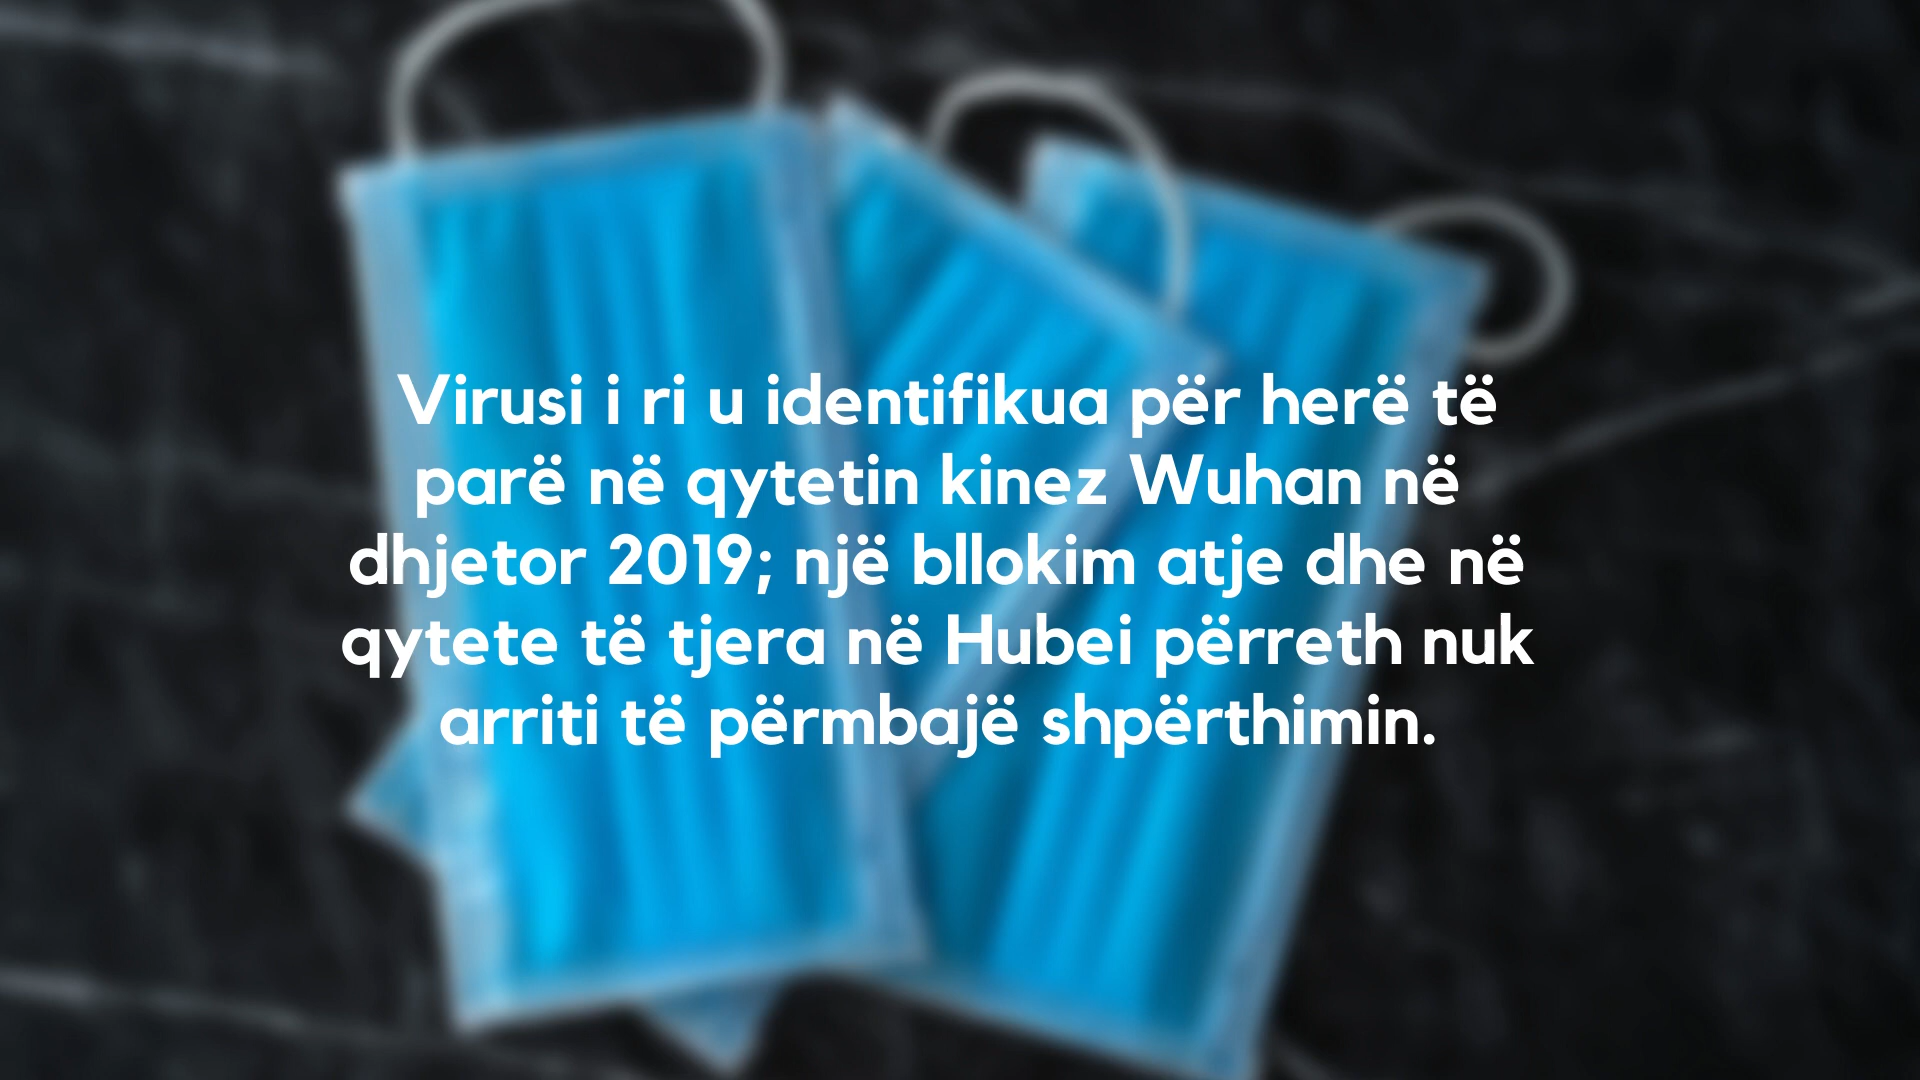 Virusi i ri u identifikua për herë të
parë në qytetin kinez Wuhan në
dhjetor 2019; një bllokim atje dhe në
qytete të tjera në Hubei përreth nuk
arriti të përmbajë shpërthimin.